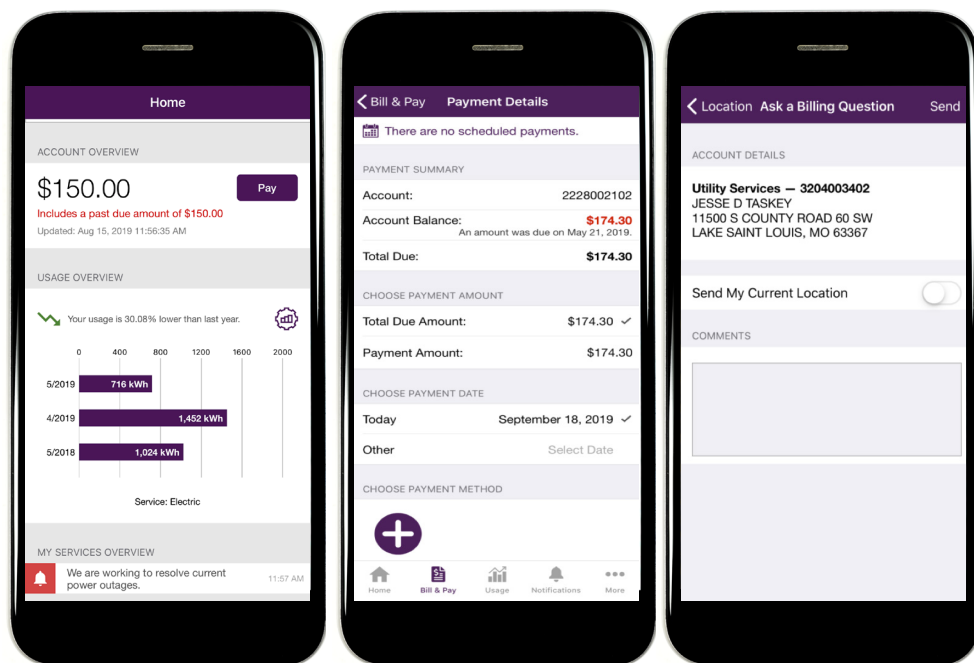 Home
ACCOUNT OVERVIEW
$150.00
Pay
Includes a past due amount of $150.00
Updated: Aug 15, 2019 11:56:35 AM
USAGE OVERVIEW
Your usage is 30.08% lower than last year.
0 400 800 1200 1600 2000
5/2019 716 kWh
4/2019 1,452 kWh
5/2018 1,024 kWh
Service: Electric
MY SERVICES OVERVIEW
We are working to resolve current
power outages.
11:57 AM
Bill & Pay Payment Details
There are no scheduled payments.
PAYMENT SUMMARY
Account: 2228002102
Account Balance: $174.30
An amount was due on May 21, 2019.
Total Due: $174.30
CHOOSE PAYMENT AMOUNT
Total Due Amount: $174.30
Payment Amount: $174.30
CHOOSE PAYMENT DATE
Today September 18, 2019
Other Select Date
CHOOSE PAYMENT METHOD
Home Bill & Pay Usage Notifications More
Location Ask a Billing Question Send
ACCOUNT DETAILS
Utility Services — 3204003402
JESSE D TASKEY
11500 S COUNTY ROAD 60 SW
LAKE SAINT LOUIS, MO 63367
Send My Current Location
COMMENTS